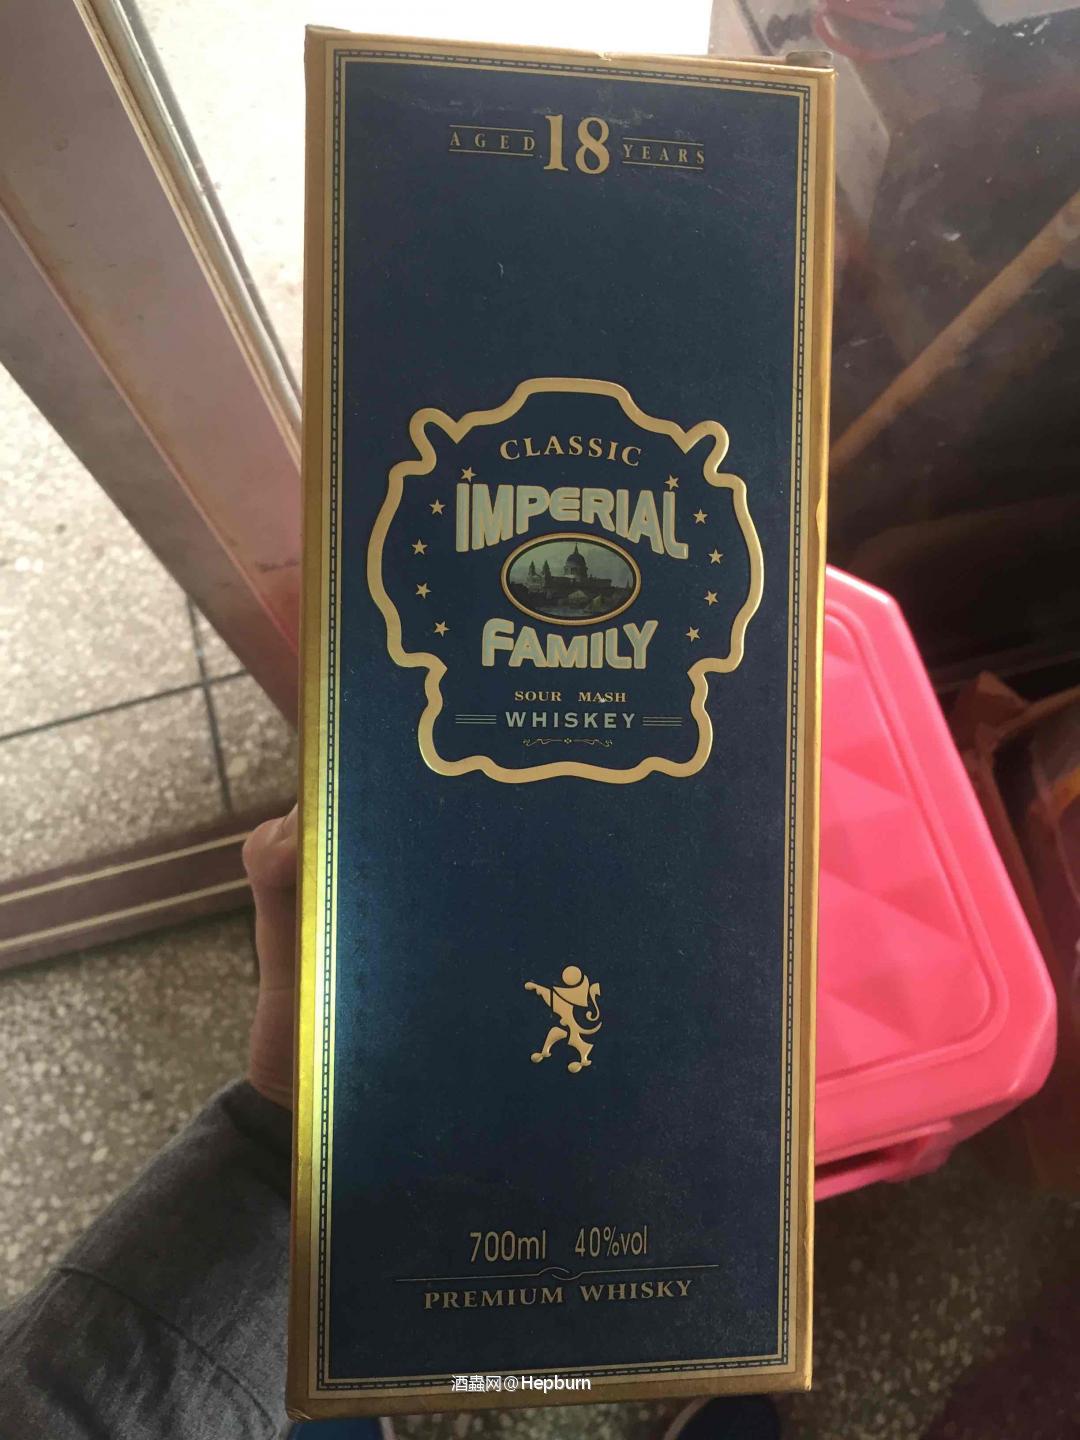 AGED 18 YEARS
CLASSIC
IMPERIAL
FAMILY
SOUR MASH
WHISKEY
700ml 40%vol
PREMIUM WHISKY
酒蟲网@Hepburn